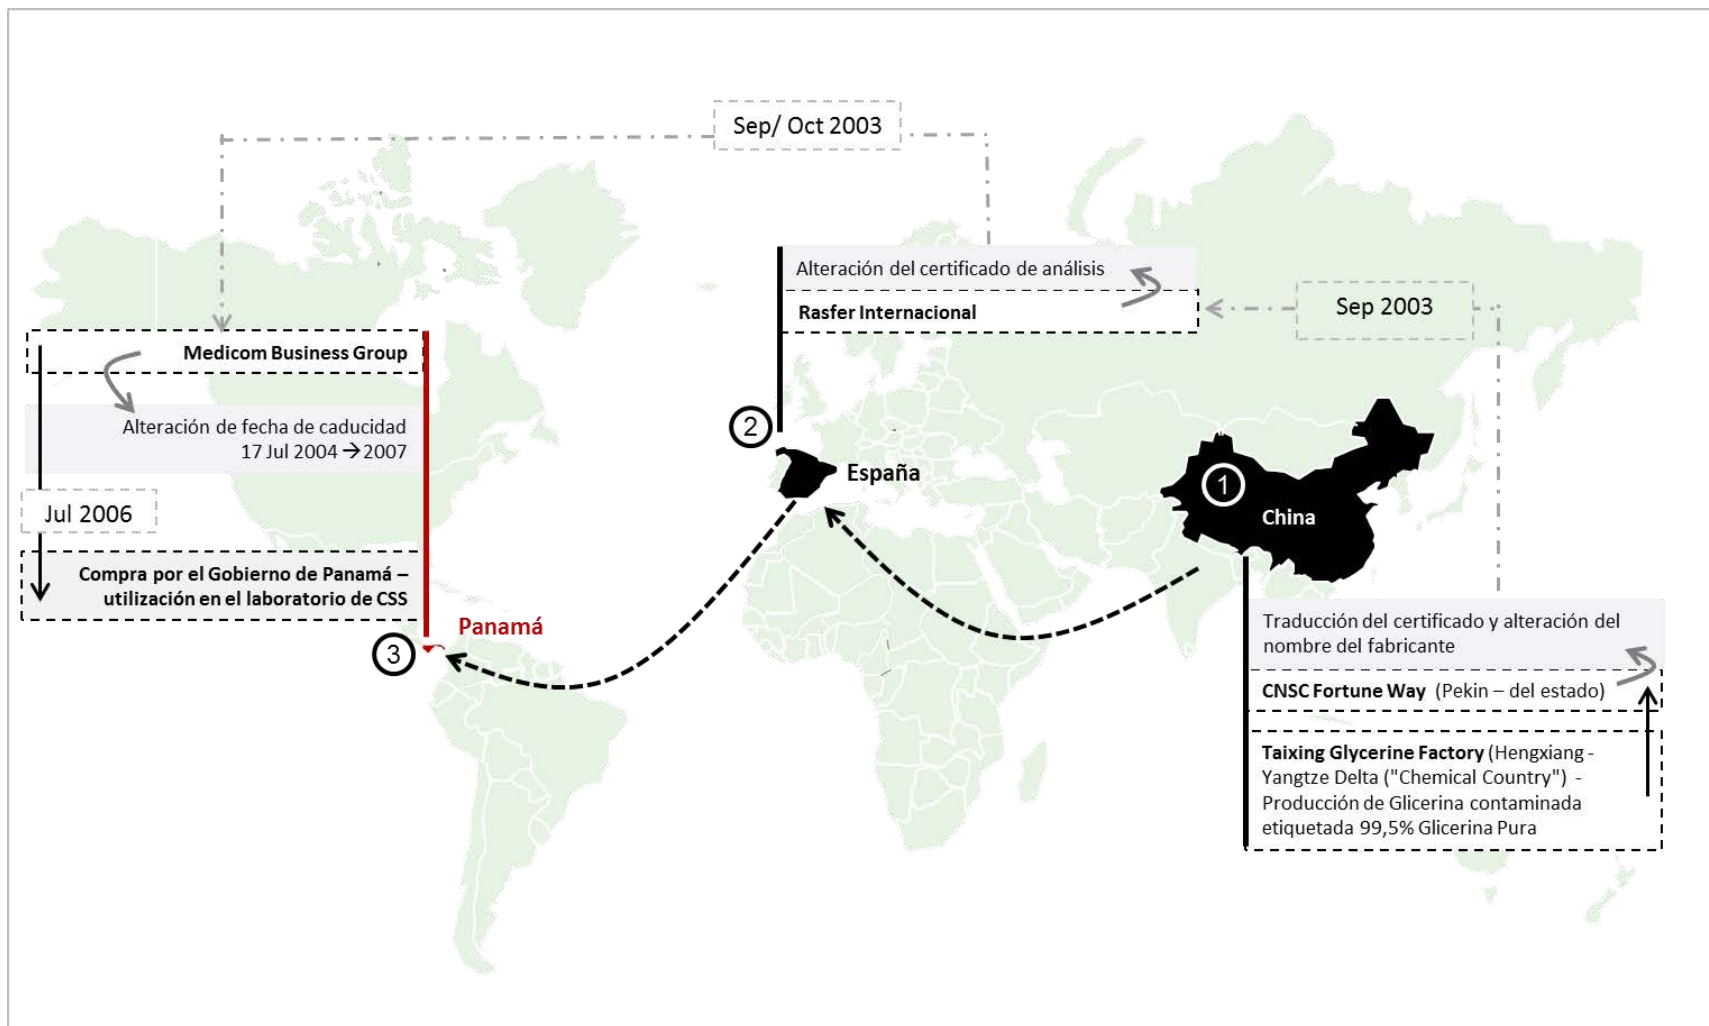 Sep/ Oct 2003
Alteración del certificado de análisis
Rasfer Internacional
Sep 2003
Medicom Business Group
Alteración de fecha de caducidad
17 Jul 2004 → 2007
Jul 2006
Compra por el Gobierno de Panamá –
utilización en el laboratorio de CSS
2
España
1
China
Panamá
3
Traducción del certificado y alteración del
nombre del fabricante
CNSC Fortune Way (Pekin – del estado)
Taixing Glycerine Factory (Hengxiang -
Yangtze Delta ("Chemical Country") -
Producción de Glicerina contaminada
etiquetada 99,5% Glicerina Pura